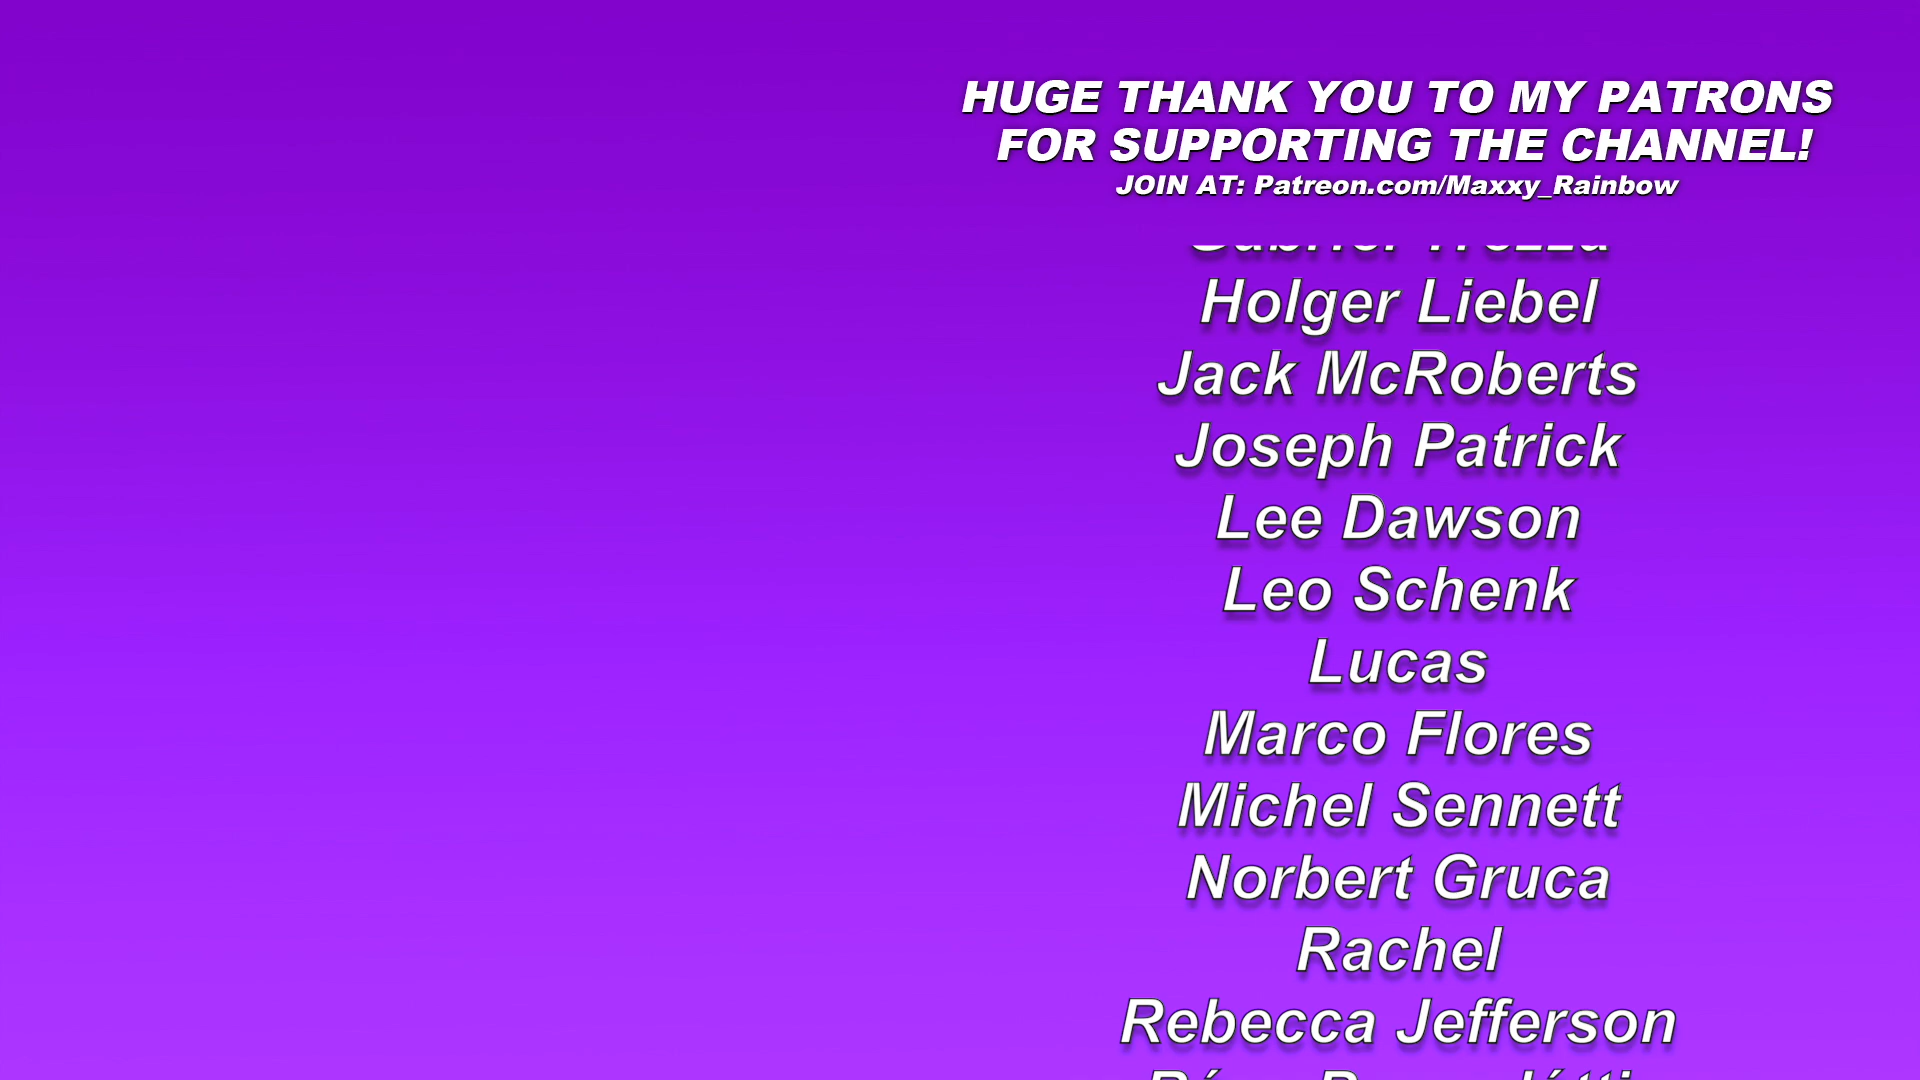 HUGE THANK YOU TO MY PATRONS
FOR SUPPORTING THE CHANNEL!
JOIN AT: Patreon.com/Maxxy_Rainbow
Holger Liebel
Jack McRoberts
Joseph Patrick
Lee Dawson
Leo Schenk
Lucas
Marco Flores
Michel Sennett
Norbert Gruca
Rachel
Rebecca Jefferson